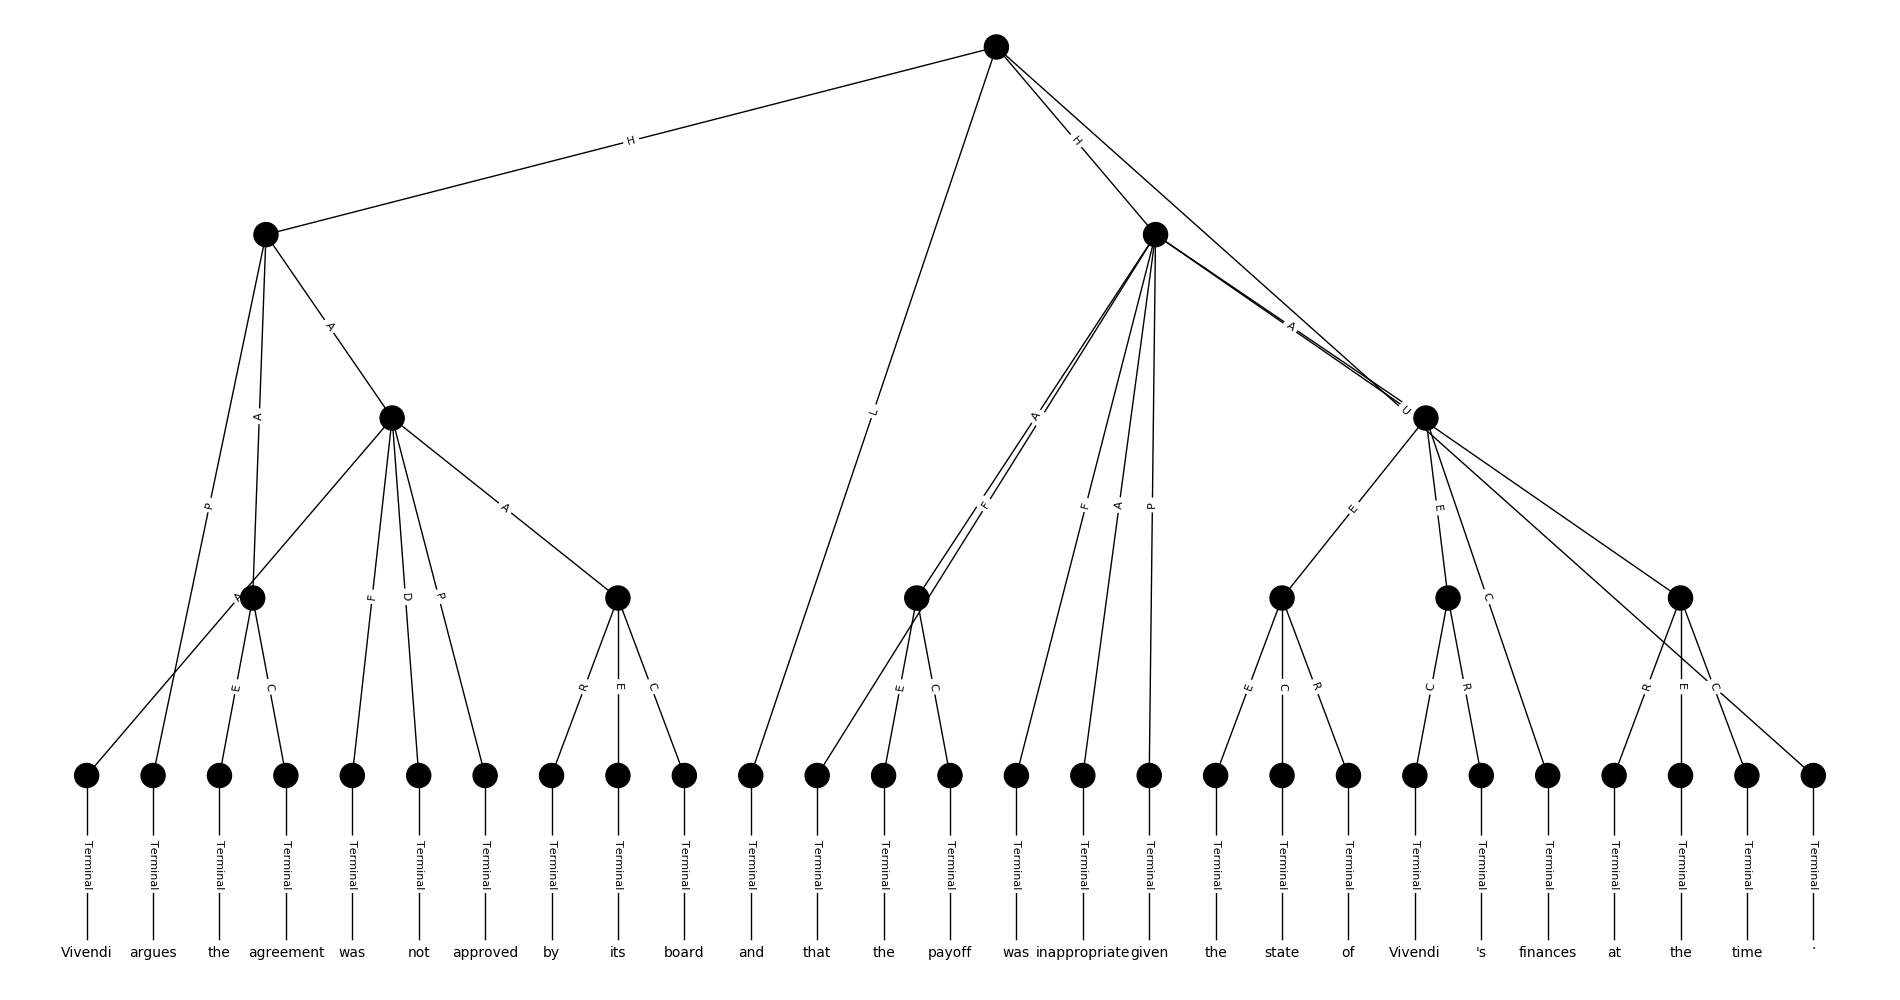 H
H
A
A
A
L
A
U
P
A
F
F
A
P
E
E
A
F
D
P
C
E
C
R
E
C
E
C
E
C
R
C
R
R
E
C
Terminal Terminal Terminal Terminal Terminal Terminal Terminal Terminal Terminal Terminal Terminal Terminal Terminal Terminal Terminal Terminal Terminal Terminal Terminal Terminal Terminal Terminal Terminal Terminal Terminal Terminal Terminal
Vivendi argues the agreement was not approved by its board and that the payoff was inappropriate given the state of Vivendi 's finances at the time .